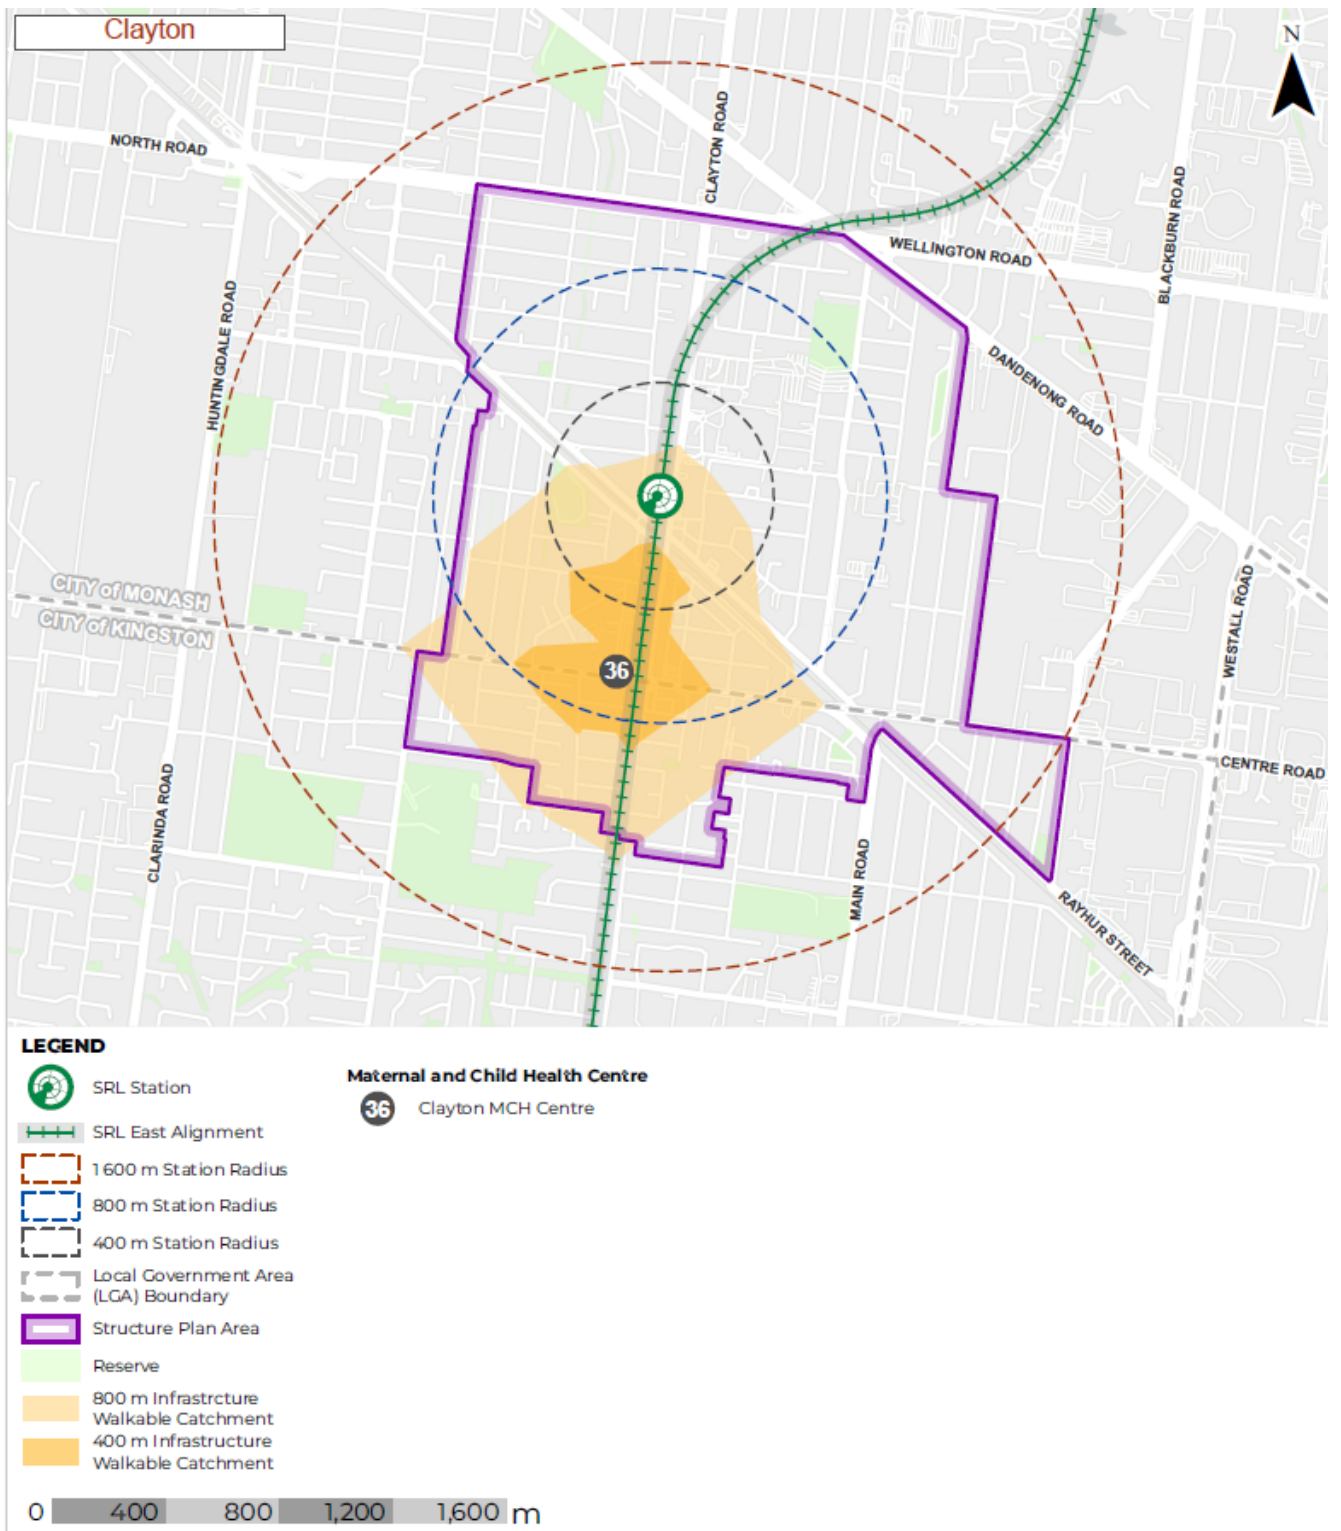 Clayton
N
NORTH ROAD
CLAYTON ROAD
BLACKBURN ROAD
WELLINGTON ROAD
HUNTINGDALE ROAD
DANDENONG ROAD
CITY of MONASH
CITY of KINGSTON
WESTALL ROAD
36
CENTRE ROAD
CLARINDA ROAD
MAIN ROAD
RAYHUR STREET
LEGEND
SRL Station
SRL East Alignment
1 600 m Station Radius
800 m Station Radius
400 m Station Radius
Local Government Area
(LGA) Boundary
Structure Plan Area
Reserve
800 m Infrastrcture
Walkable Catchment
400 m Infrastructure
Walkable Catchment
Maternal and Child Health Centre
36 Clayton MCH Centre
0 400 800 1,200 1,600 m